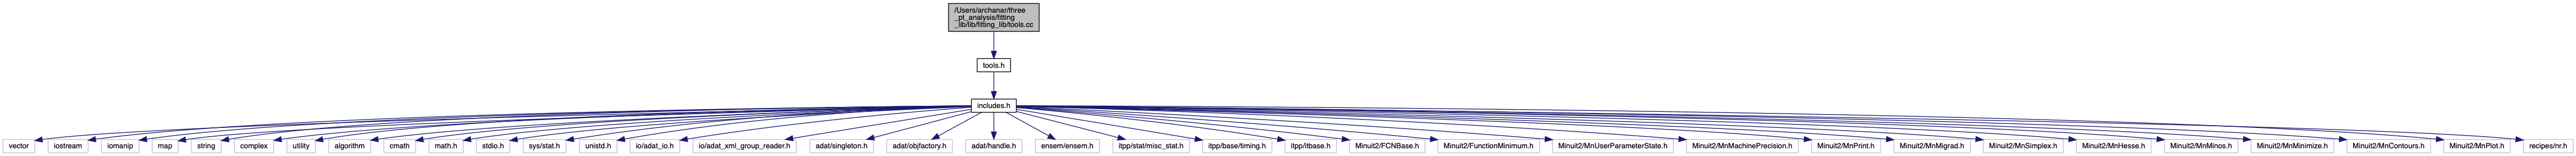 /Users/archanar/three
_pt_analysis/fitting
_lib/lib/fitting_lib/tools.cc
tools.h
includes.h
vector
iostream
iomanip
map
string
complex
utility
algorithm
cmath
math.h
stdio.h
sys/stat.h
unistd.h
io/adat_io.h
io/adat_xml_group_reader.h
adat/singleton.h
adat/objfactory.h
adat/handle.h
ensem/ensem.h
itpp/stat/misc_stat.h
itpp/base/timing.h
itpp/itbase.h
Minuit2/FCNBase.h
Minuit2/FunctionMinimum.h
Minuit2/MnUserParameterState.h
Minuit2/MnMachinePrecision.h
Minuit2/MnPrint.h
Minuit2/MnMigrad.h
Minuit2/MnSimplex.h
Minuit2/MnHesse.h
Minuit2/MnMinos.h
Minuit2/MnMinimize.h
Minuit2/MnContours.h
Minuit2/MnPlot.h
recipes/nr.h